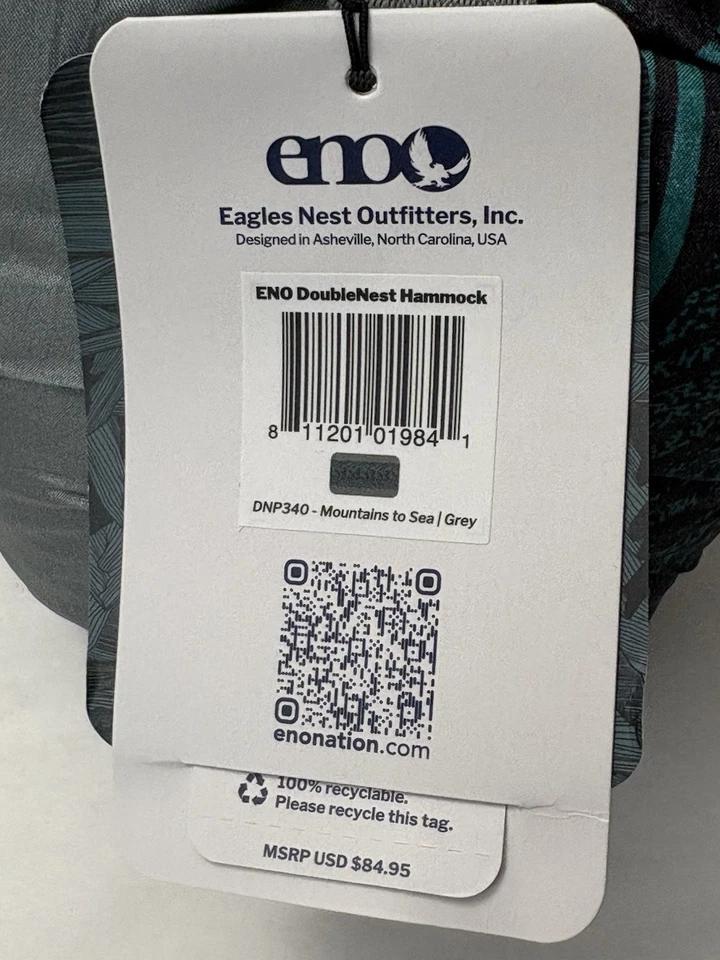 eno
Eagles Nest Outfitters, Inc.
Designed in Asheville, North Carolina, USA
ENO DoubleNest Hammock
8 11201 01984 1
DNP340 - Mountains to Sea | Grey
enonation.com
100% recyclable.
Please recycle this tag.
MSRP USD $84.95